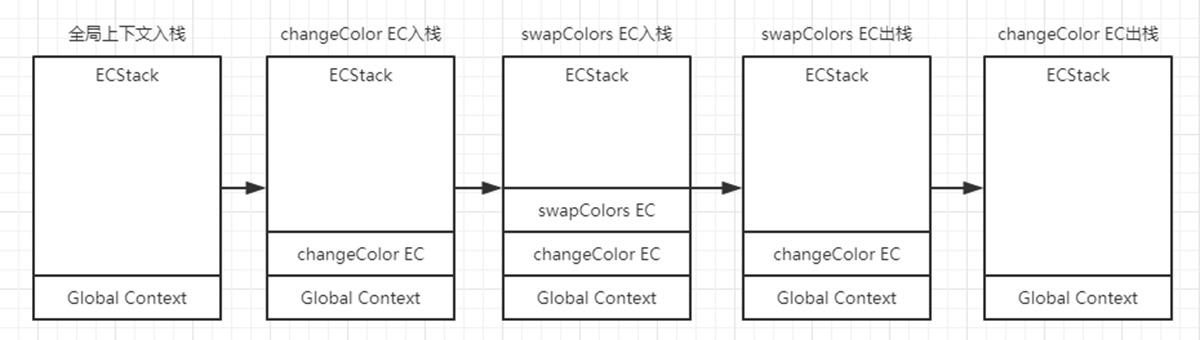 全局上下文入栈
changeColor EC入栈
swapColors EC入栈
swapColors EC出栈
changeColor EC出栈
ECStack
ECStack
ECStack
ECStack
ECStack
swapColors EC
changeColor EC
changeColor EC
changeColor EC
Global Context
Global Context
Global Context
Global Context
Global Context